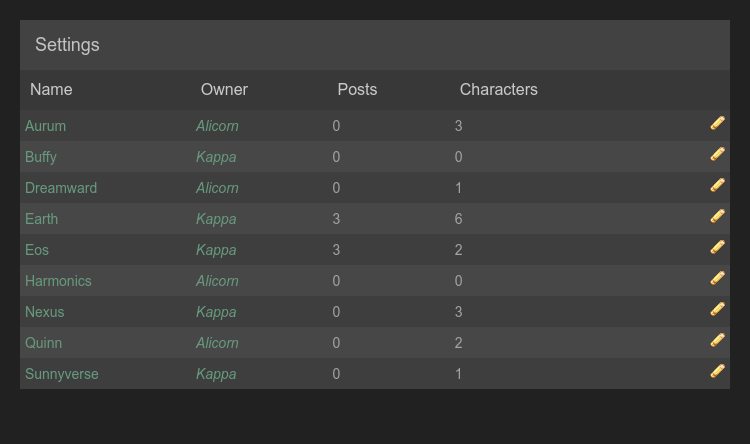 Settings
Name Owner Posts Characters
Aurum Alicorn 0 3
Buffy Kappa 0 0
Dreamward Alicorn 0 1
Earth Kappa 3 6
Eos Kappa 3 2
Harmonics Alicorn 0 0
Nexus Kappa 0 3
Quinn Alicorn 0 2
Sunnyverse Kappa 0 1